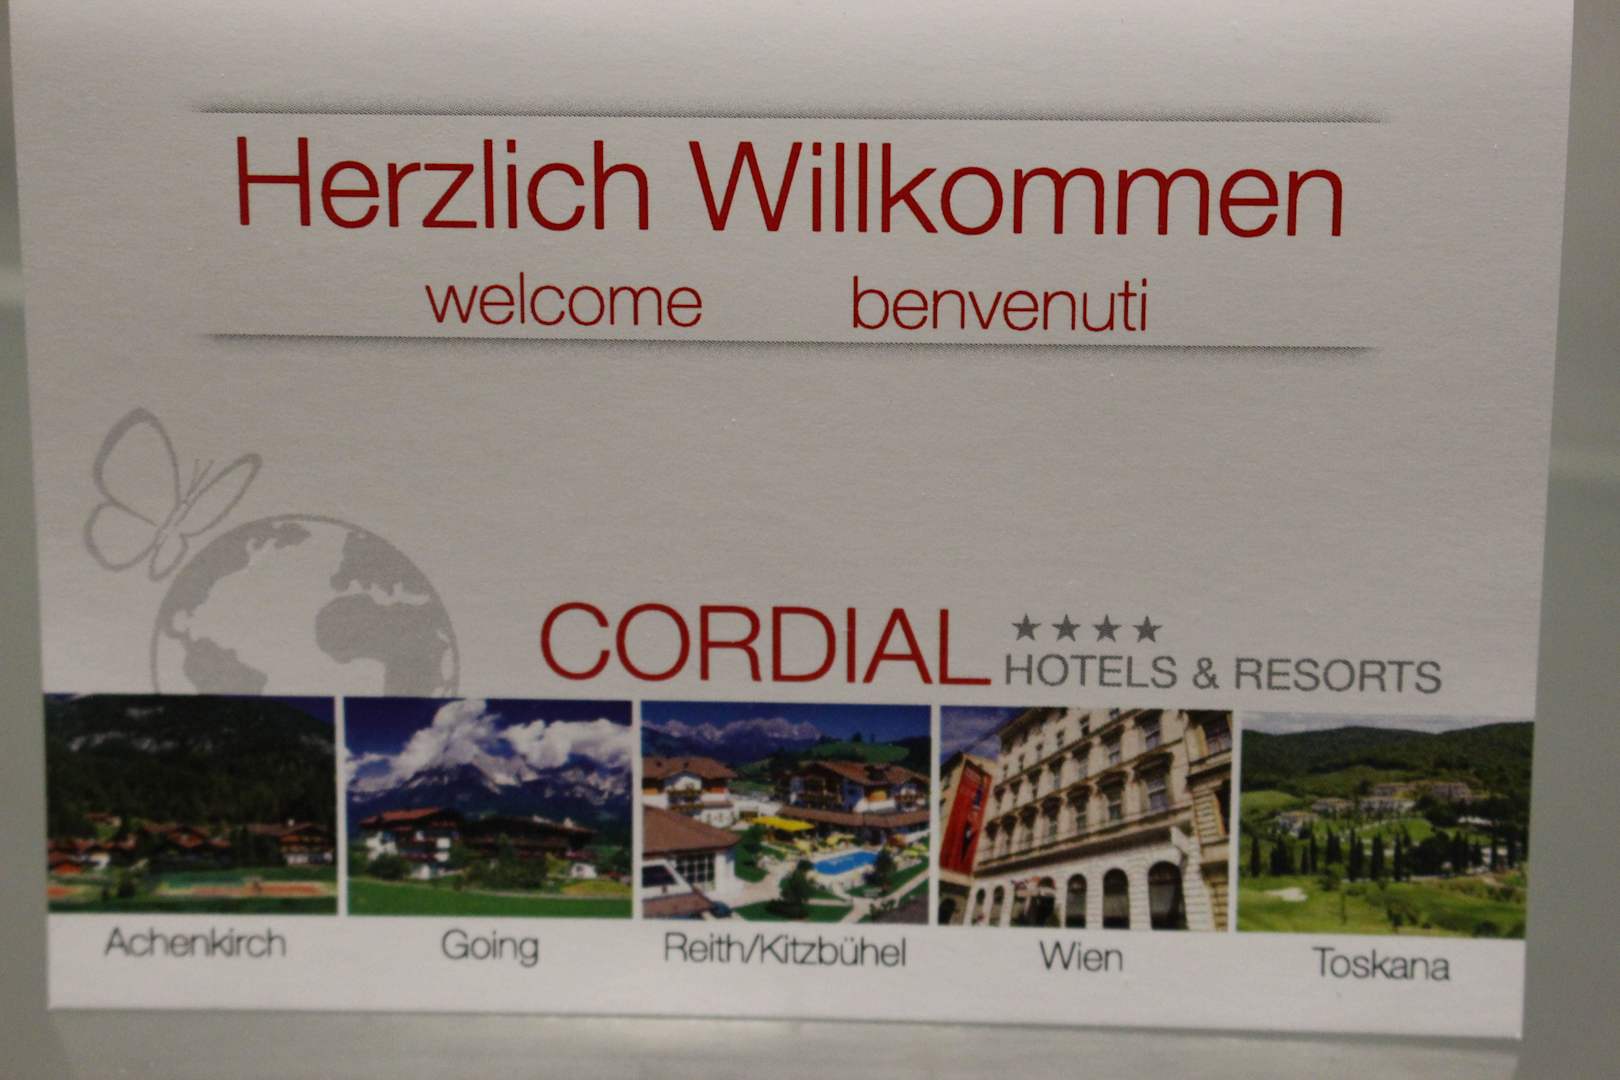 Herzlich Willkommen
welcome benvenuti
CORDIAL ★★★★
HOTELS & RESORTS
Achenkirch Going Reith/Kitzbühel Wien Toskana